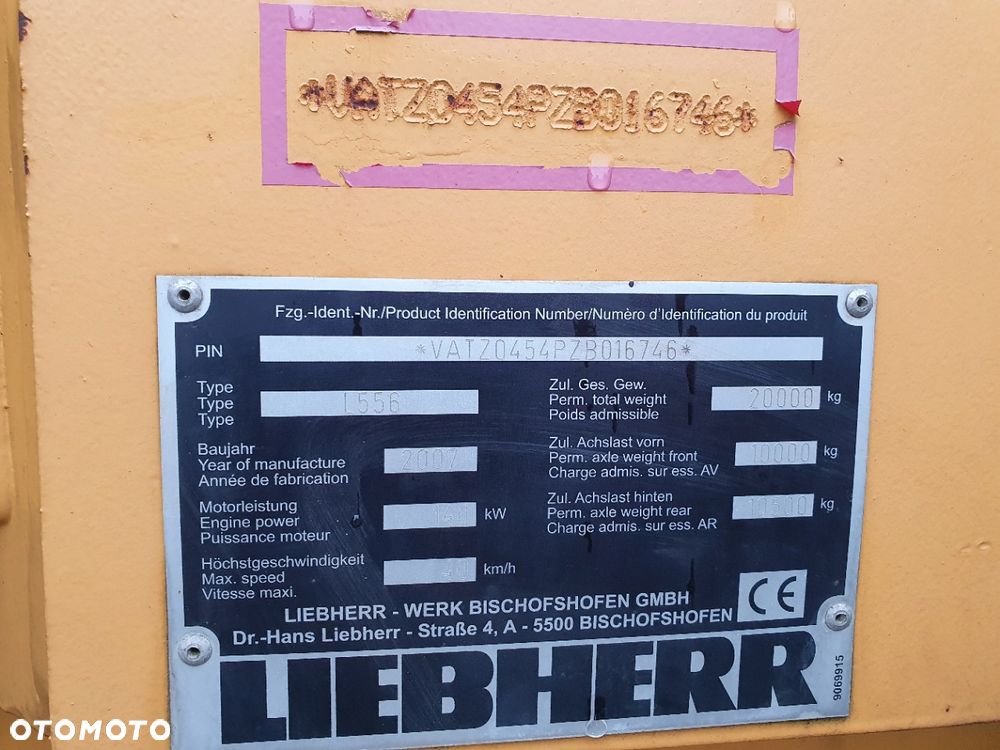 *VATZ0454PZB016746*
Fzg.-Ident.-Nr./Product Identification Number/Numèro d'Identification du produit
PIN *VATZ0454PZB016746*
Type
Type L556
Type
Baujahr
Year of manufacture 2007
Année de fabrication
Motorleistung
Engine power kW
Puissance moteur
Höchstgeschwindigkeit
Max. speed 40 km/h
Vitesse maxi.
Zul. Ges. Gew.
Perm. total weight 20000 kg
Poids admissible
Zul. Achslast vorn
Perm. axle weight front 10000 kg
Charge admis. sur ess. AV
Zul. Achslast hinten
Perm. axle weight rear 10500 kg
Charge admis. sur ess. AR
CE
LIEBHERR - WERK BISCHOFSHOFEN GMBH
Dr.-Hans Liebherr - Straße 4, A - 5500 BISCHOFSHOFEN
LIEBHERR
9069915
OTOMOTO